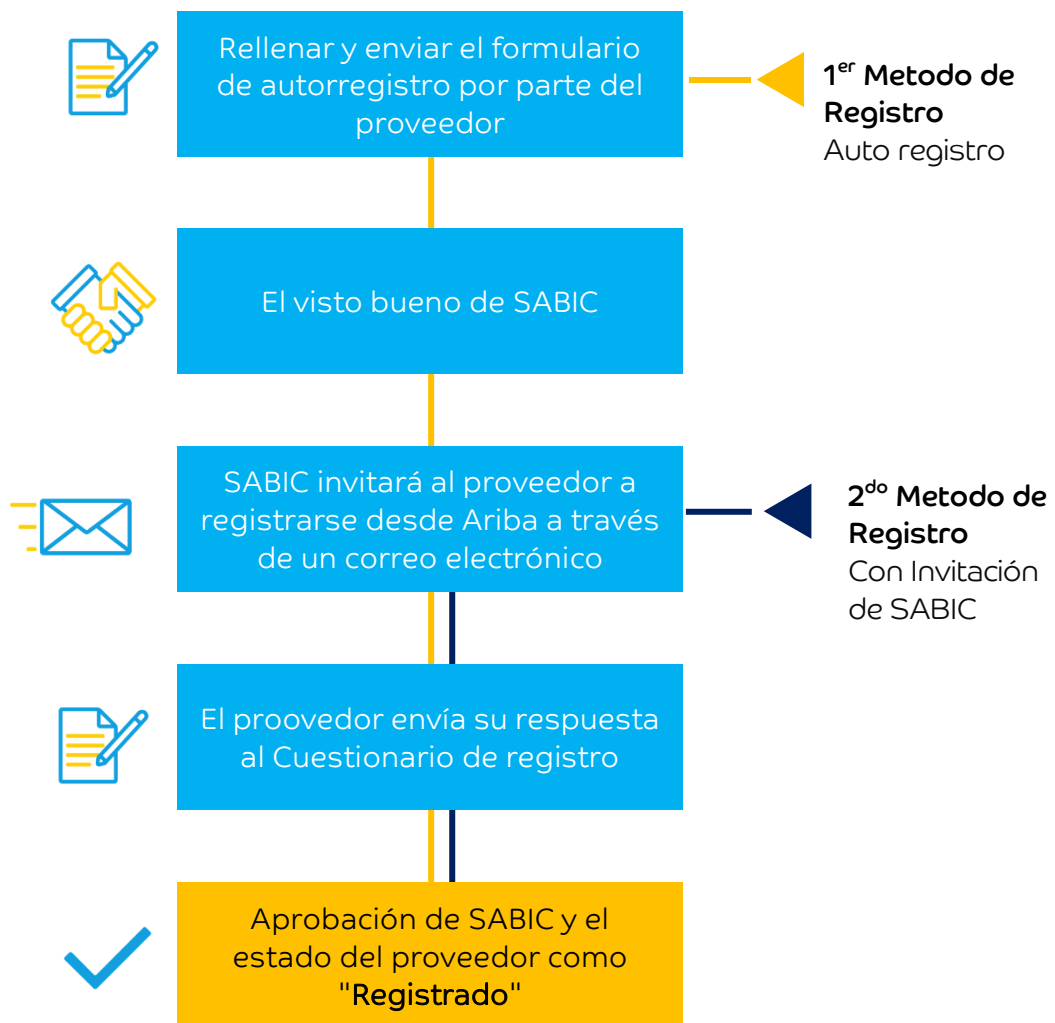 Rellenar y enviar el formulario
de autorregistro por parte del
proveedor
1er Metodo de
Registro
Auto registro
El visto bueno de SABIC
SABIC invitará al proveedor a
registrarse desde Ariba a través
de un correo electrónico
2do Metodo de
Registro
Con Invitación
de SABIC
El proovedor envía su respuesta
al Cuestionario de registro
Aprobación de SABIC y el
estado del proveedor como
"Registrado"